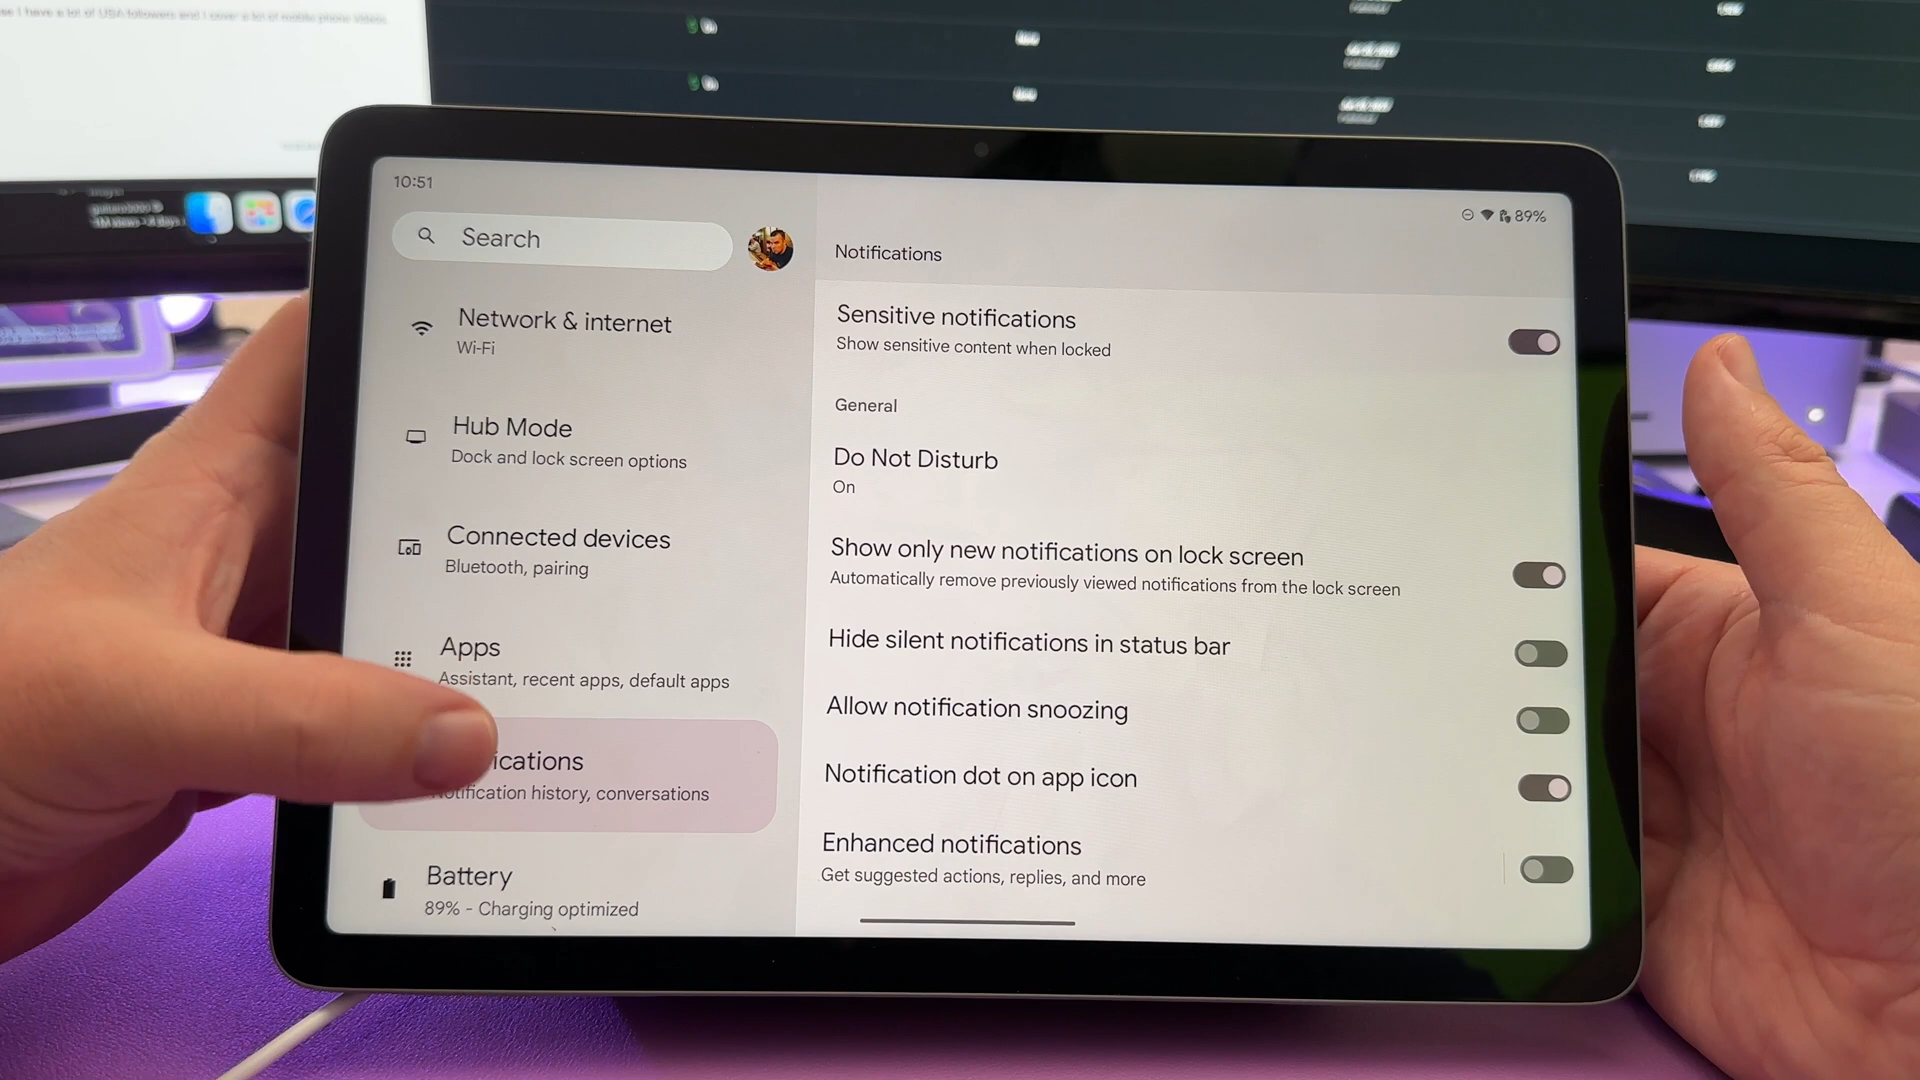 10:51
89%
Search
Network & internet
Wi-Fi
Hub Mode
Dock and lock screen options
Connected devices
Bluetooth, pairing
Apps
Assistant, recent apps, default apps
ications
otification history, conversations
Battery
89% - Charging optimized
Notifications
Sensitive notifications
Show sensitive content when locked
General
Do Not Disturb
On
Show only new notifications on lock screen
Automatically remove previously viewed notifications from the lock screen
Hide silent notifications in status bar
Allow notification snoozing
Notification dot on app icon
Enhanced notifications
Get suggested actions, replies, and more